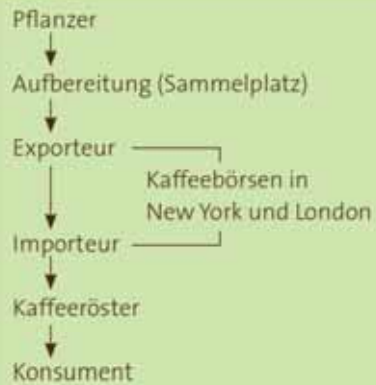 Pflanzer
Aufbereitung (Sammelplatz)
Exporteur
Kaffeebörsen in
New York und London
Importeur
Kaffeeröster
Konsument